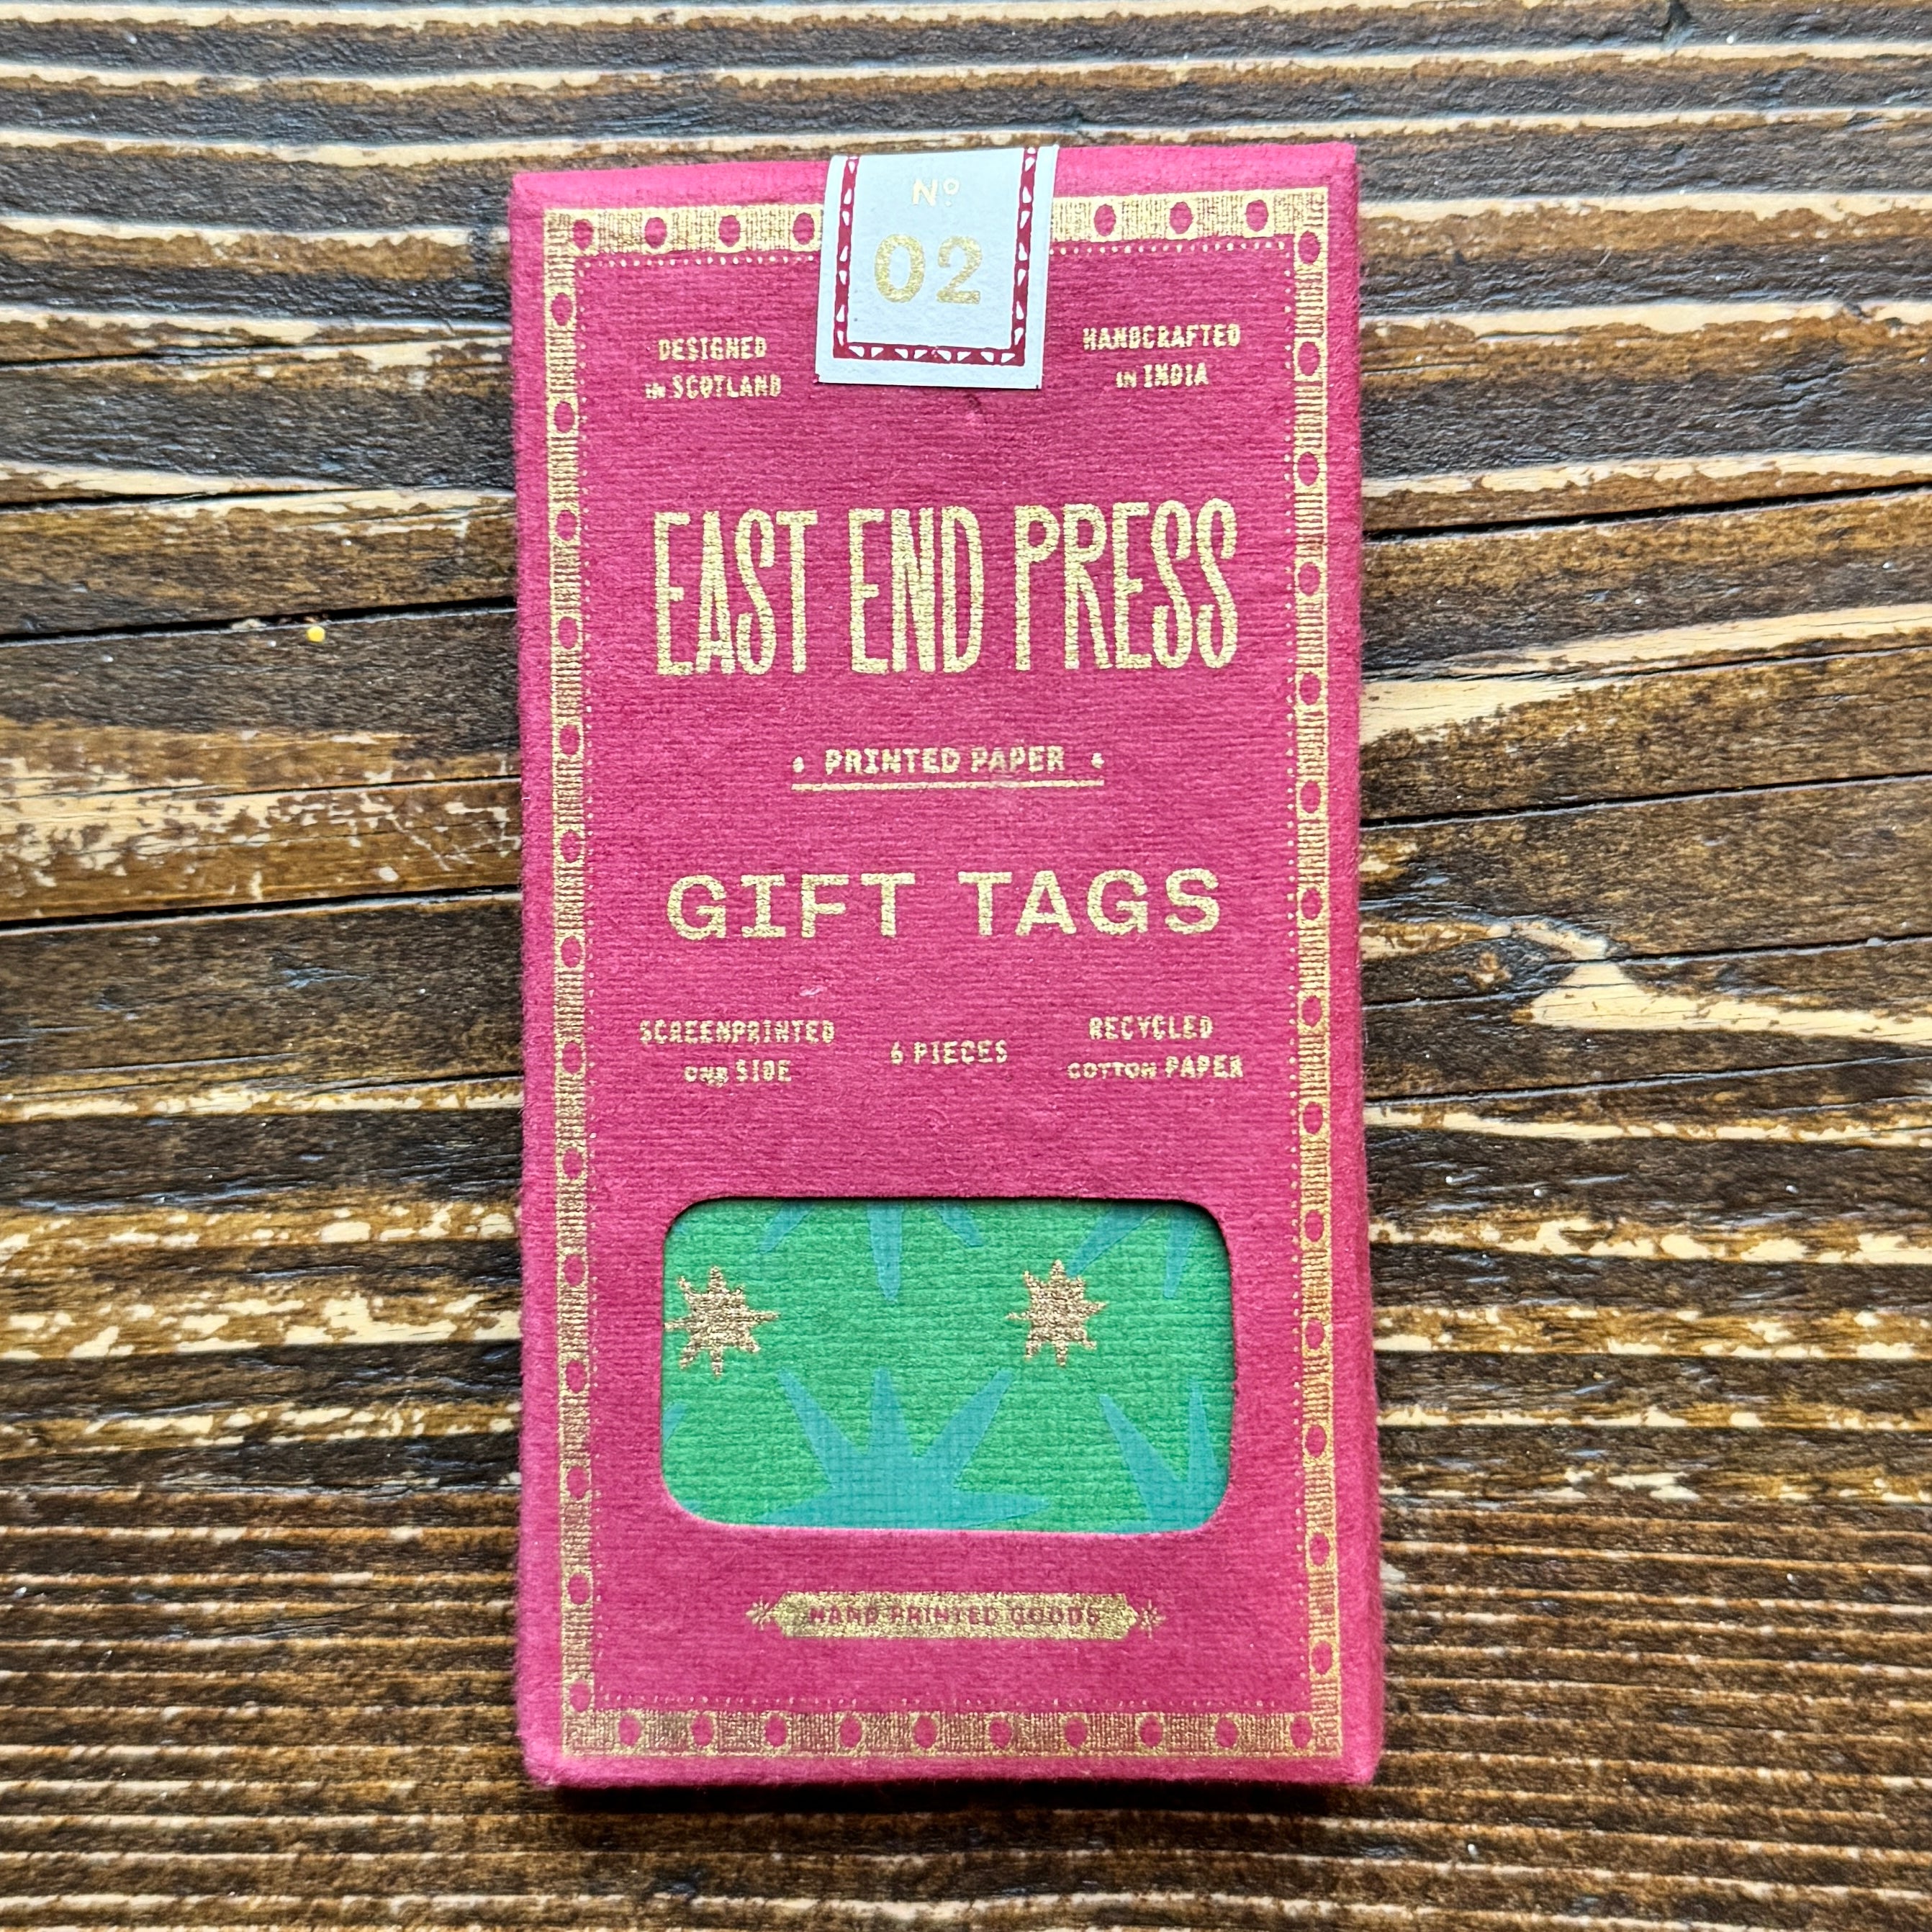 Nº
02
DESIGNED
IN SCOTLAND
HANDCRAFTED
IN INDIA
EAST END PRESS
PRINTED PAPER
GIFT TAGS
SCREENPRINTED
ONE SIDE
6 PIECES
RECYCLED
COTTON PAPER
HAND PRINTED GOODS